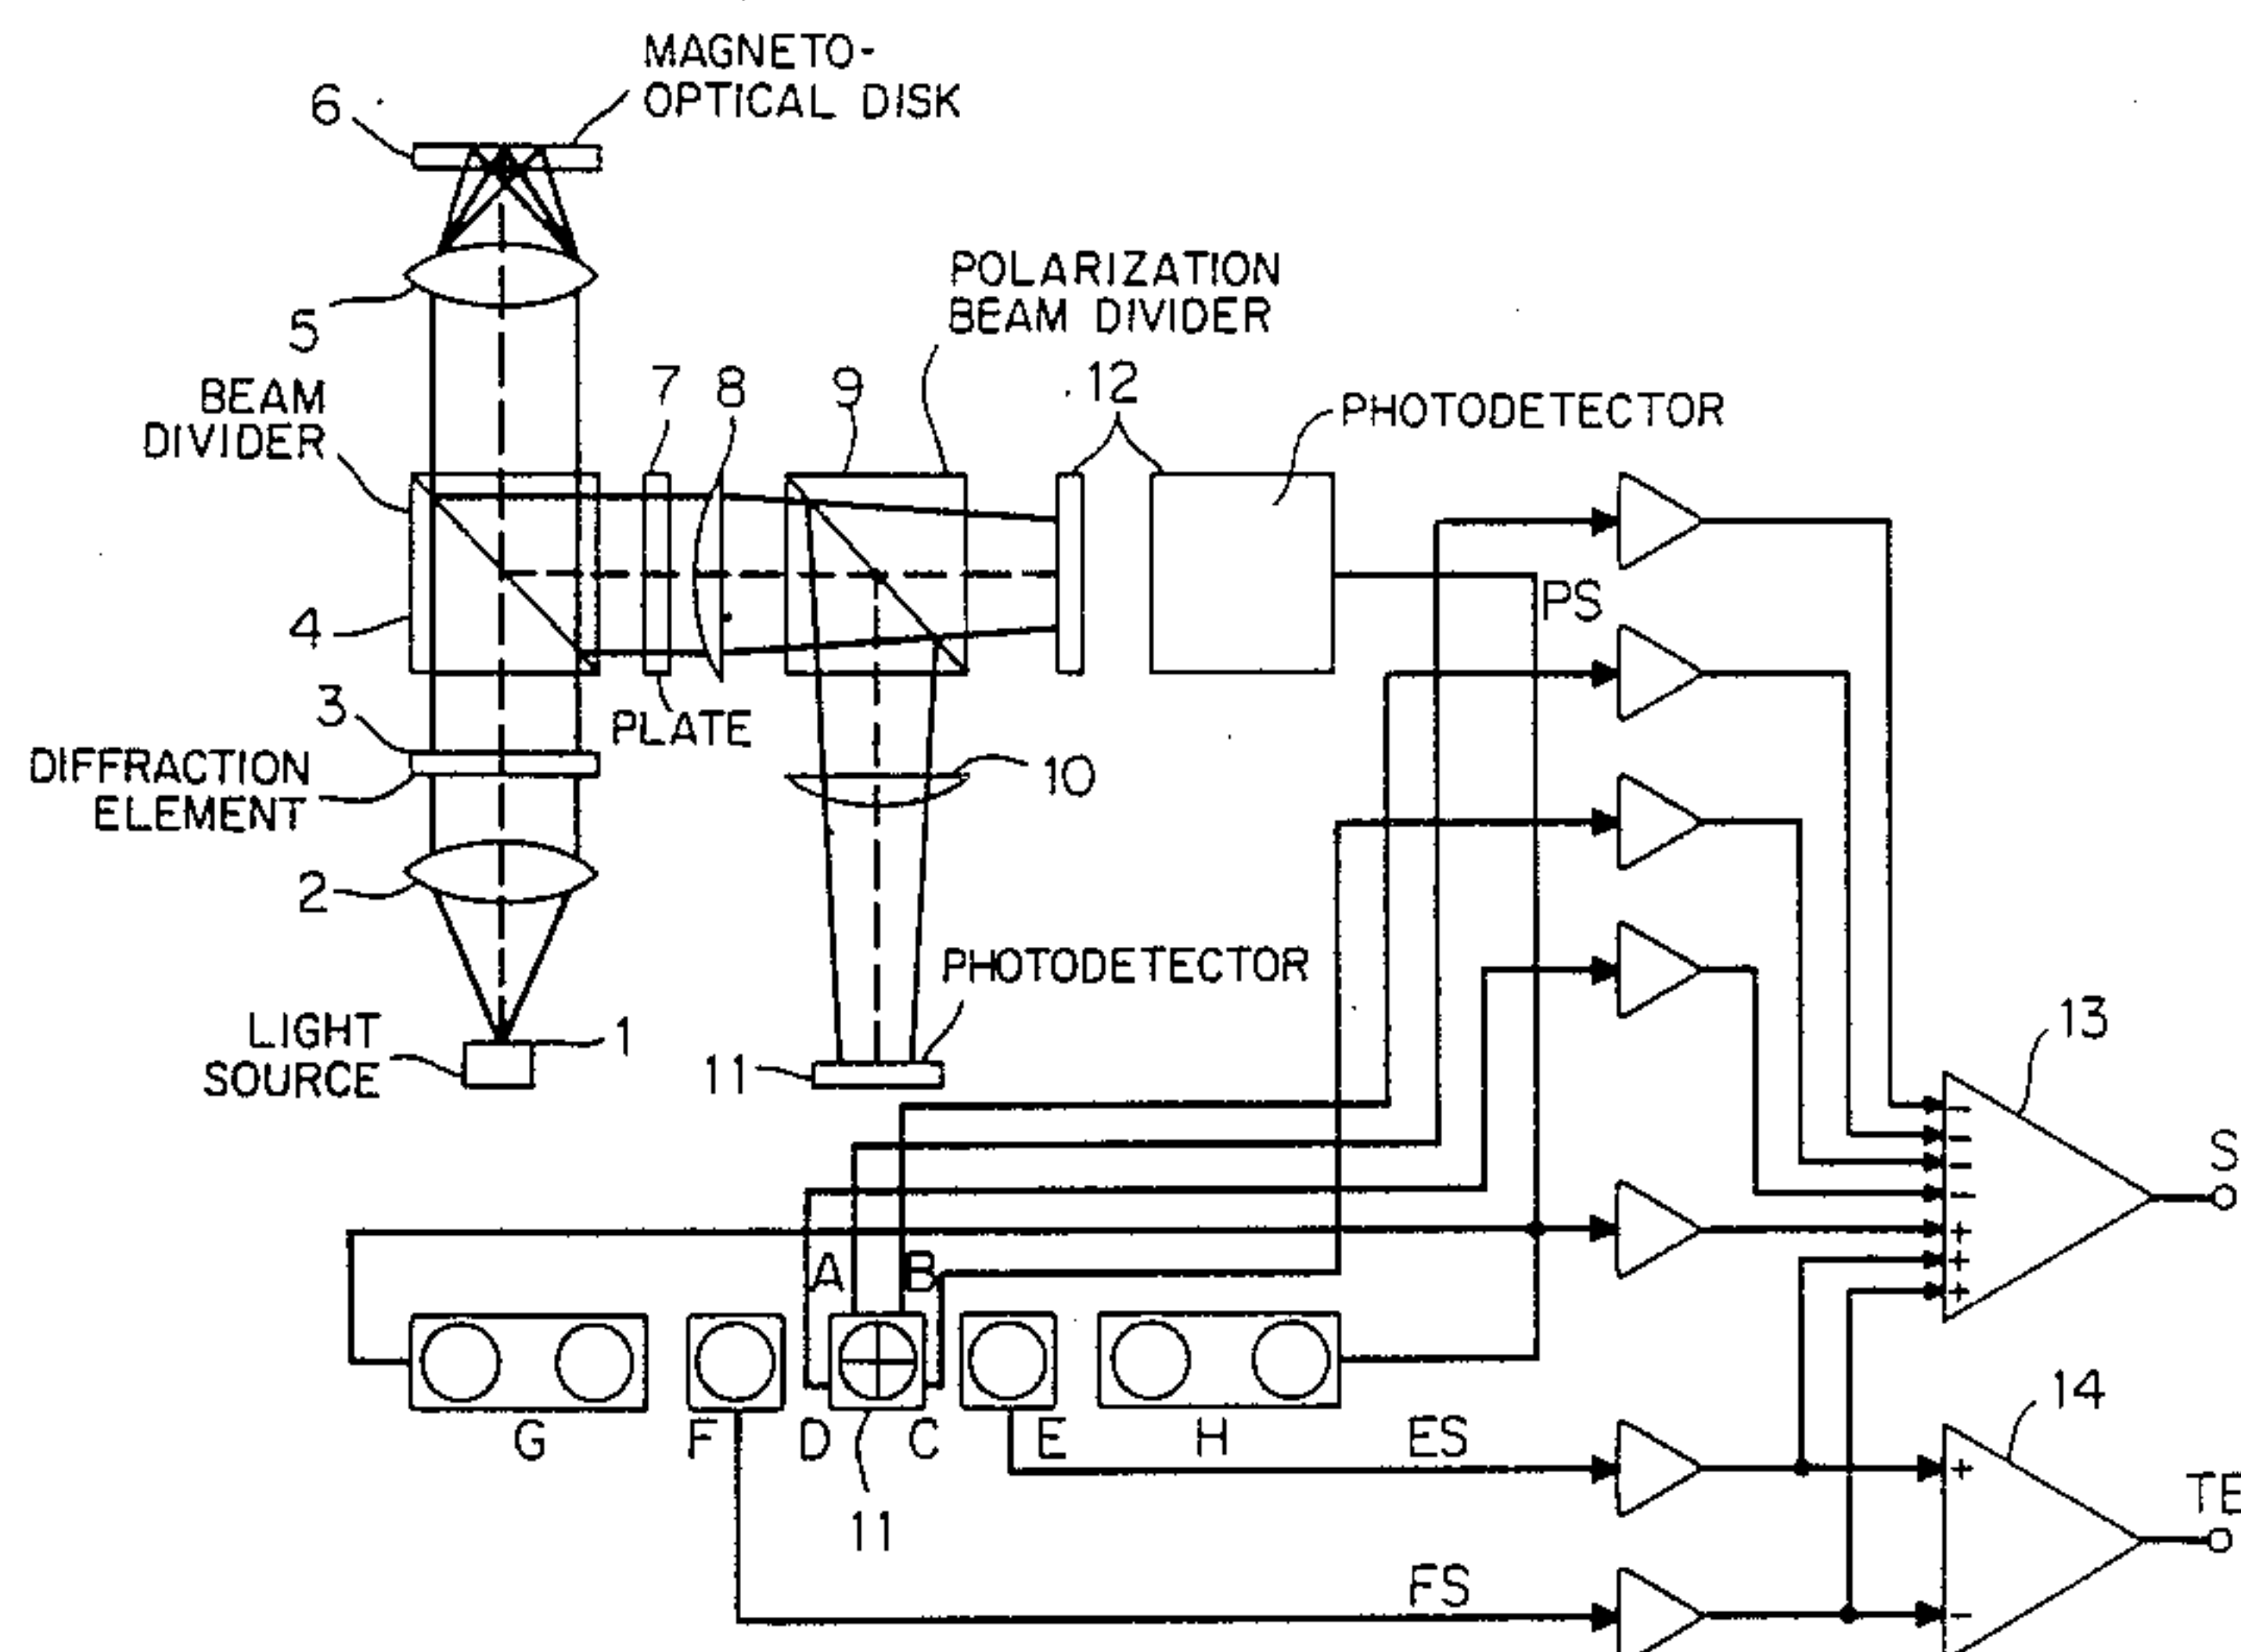 MAGNETO-
OPTICAL DISK
6
5
POLARIZATION
BEAM DIVIDER
BEAM
DIVIDER
7
8
9
12
PHOTODETECTOR
4
PS
3
PLATE
DIFFRACTION
ELEMENT
10
2
PHOTODETECTOR
LIGHT
SOURCE
1
11
13
-
-
-
-
+
+
+
S
A
B
G
F
D
C
E
H
11
ES
14
+
-
TE
FS